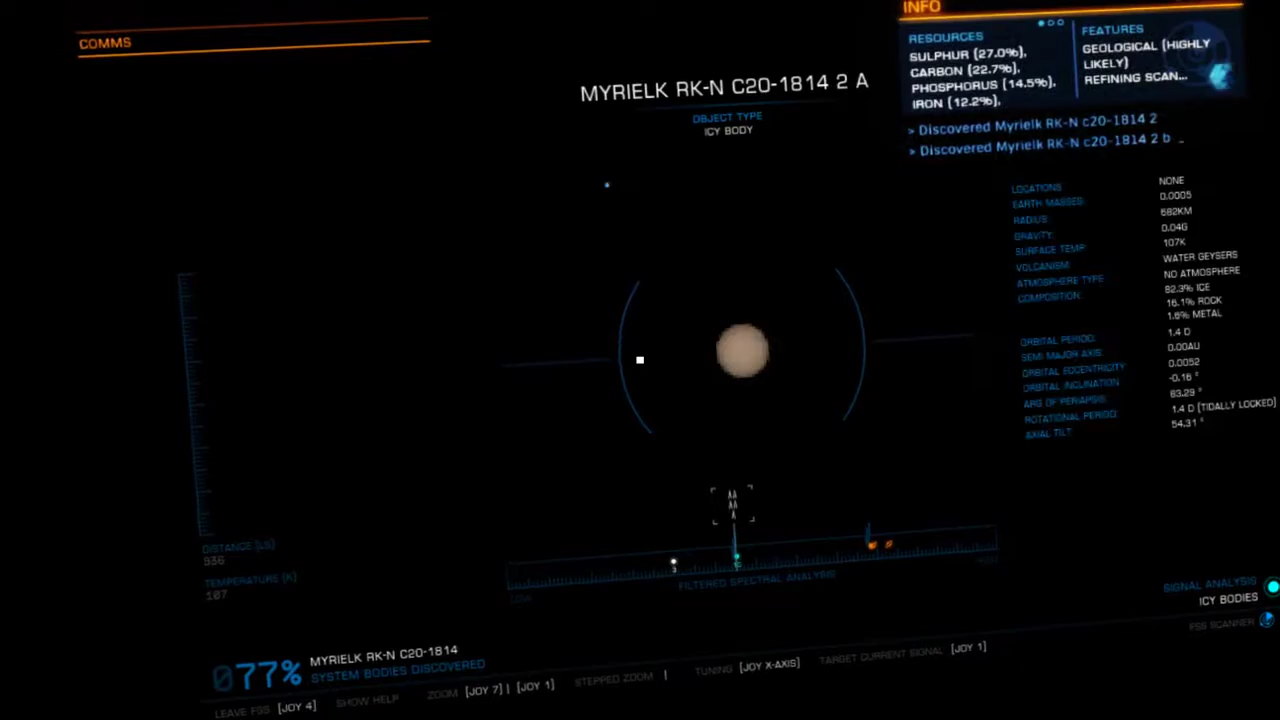 COMMS
INFO
RESOURCES
SULPHUR (27.0%),
CARBON (22.7%),
PHOSPHORUS (14.5%),
IRON (12.2%),
FEATURES
GEOLOGICAL (HIGHLY
LIKELY)
REFINING SCAN...
> Discovered Myrielk RK-N c20-1814 2
> Discovered Myrielk RK-N c20-1814 2 b _
MYRIELK RK-N C20-1814 2 A
OBJECT TYPE
ICY BODY
LOCATIONS NONE
EARTH MASSES: 0.0005
RADIUS: 682KM
GRAVITY: 0.04G
SURFACE TEMP: 107K
VOLCANISM: WATER GEYSERS
ATMOSPHERE TYPE: NO ATMOSPHERE
COMPOSITION: 82.3% ICE
16.1% ROCK
1.6% METAL
ORBITAL PERIOD: 1.4 D
SEMI MAJOR AXIS: 0.00AU
ORBITAL ECCENTRICITY 0.0052
ORBITAL INCLINATION -0.16 °
ARG OF PERIAPSIS: 63.29 °
ROTATIONAL PERIOD: 1.4 D (TIDALLY LOCKED)
AXIAL TILT: 54.31 °
DISTANCE (LS)
936
TEMPERATURE (K)
107
FILTERED SPECTRAL ANALYSIS
SIGNAL ANALYSIS
ICY BODIES
FSS SCANNER
077%
MYRIELK RK-N C20-1814
SYSTEM BODIES DISCOVERED
LEAVE FSS [JOY 4] SHOW HELP ZOOM [JOY 7] | [JOY 1] STEPPED ZOOM | TUNING [JOY X-AXIS] TARGET CURRENT SIGNAL [JOY 1]